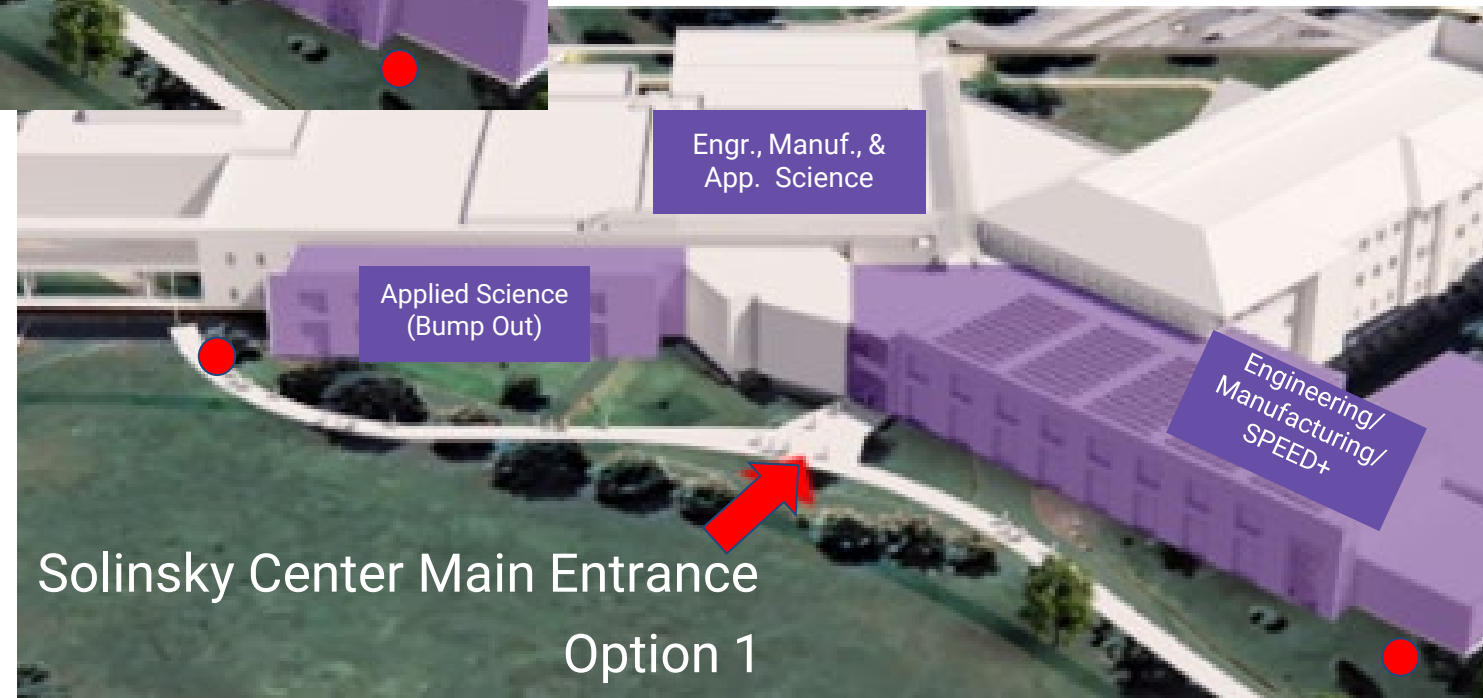 Engr., Manuf., &
App. Science
Applied Science
(Bump Out)
Engineering/
Manufacturing/
SPEED+
Solinsky Center Main Entrance
Option 1